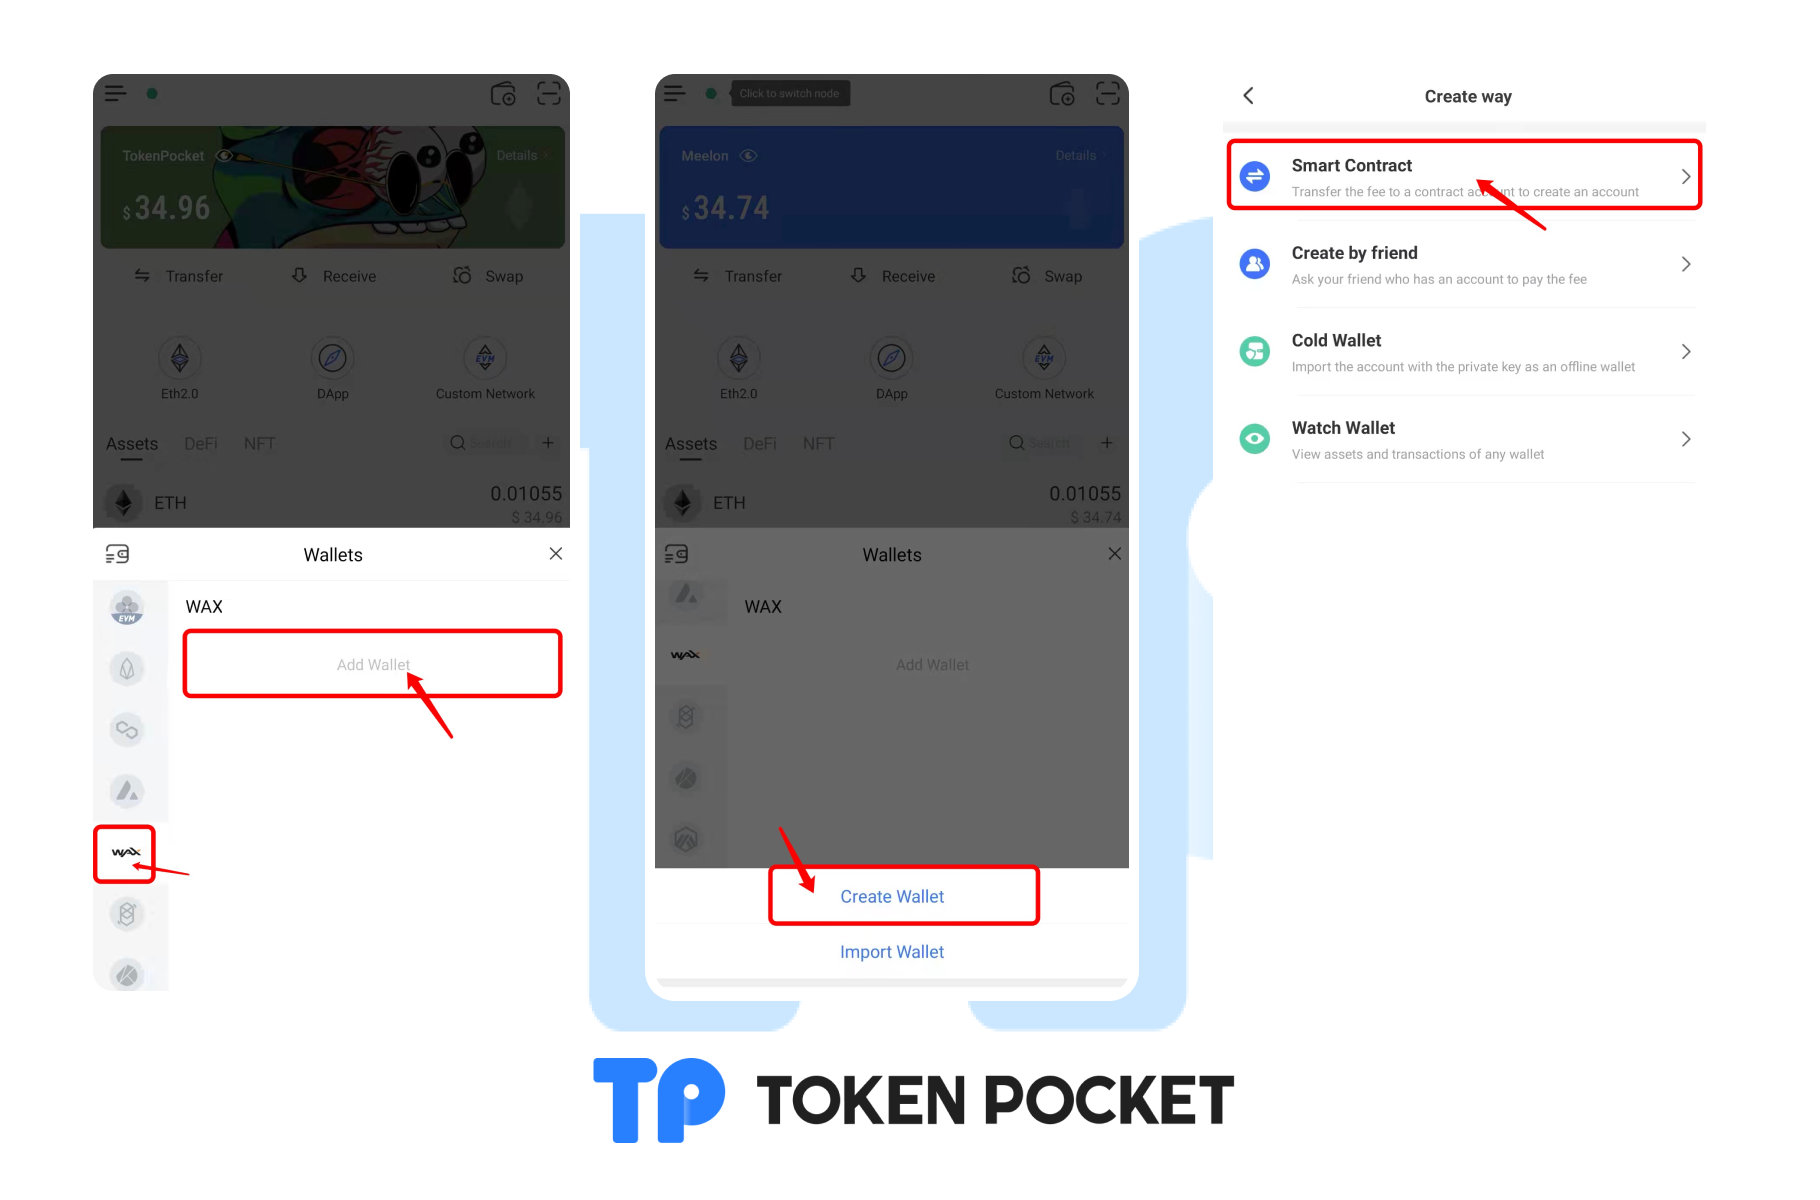 TokenPocket
Details >
$ 34.96
Transfer
Receive
Swap
Eth2.0
DApp
EVM
Custom Network
Assets
DeFi
NFT
Search
+
ETH
0.01055
$ 34.96
Wallets
EVM
WAX
Add Wallet
WAX
Click to switch node
Meelon
Details
$ 34.74
Transfer
Receive
Swap
Eth2.0
DApp
EVM
Custom Network
Assets
DeFi
NFT
Search
+
ETH
0.01055
$ 34.74
Wallets
WAX
WAX
Add Wallet
Create Wallet
Import Wallet
Create way
Smart Contract
Transfer the fee to a contract account to create an account
Create by friend
Ask your friend who has an account to pay the fee
Cold Wallet
Import the account with the private key as an offline wallet
Watch Wallet
View assets and transactions of any wallet
TP TOKEN POCKET